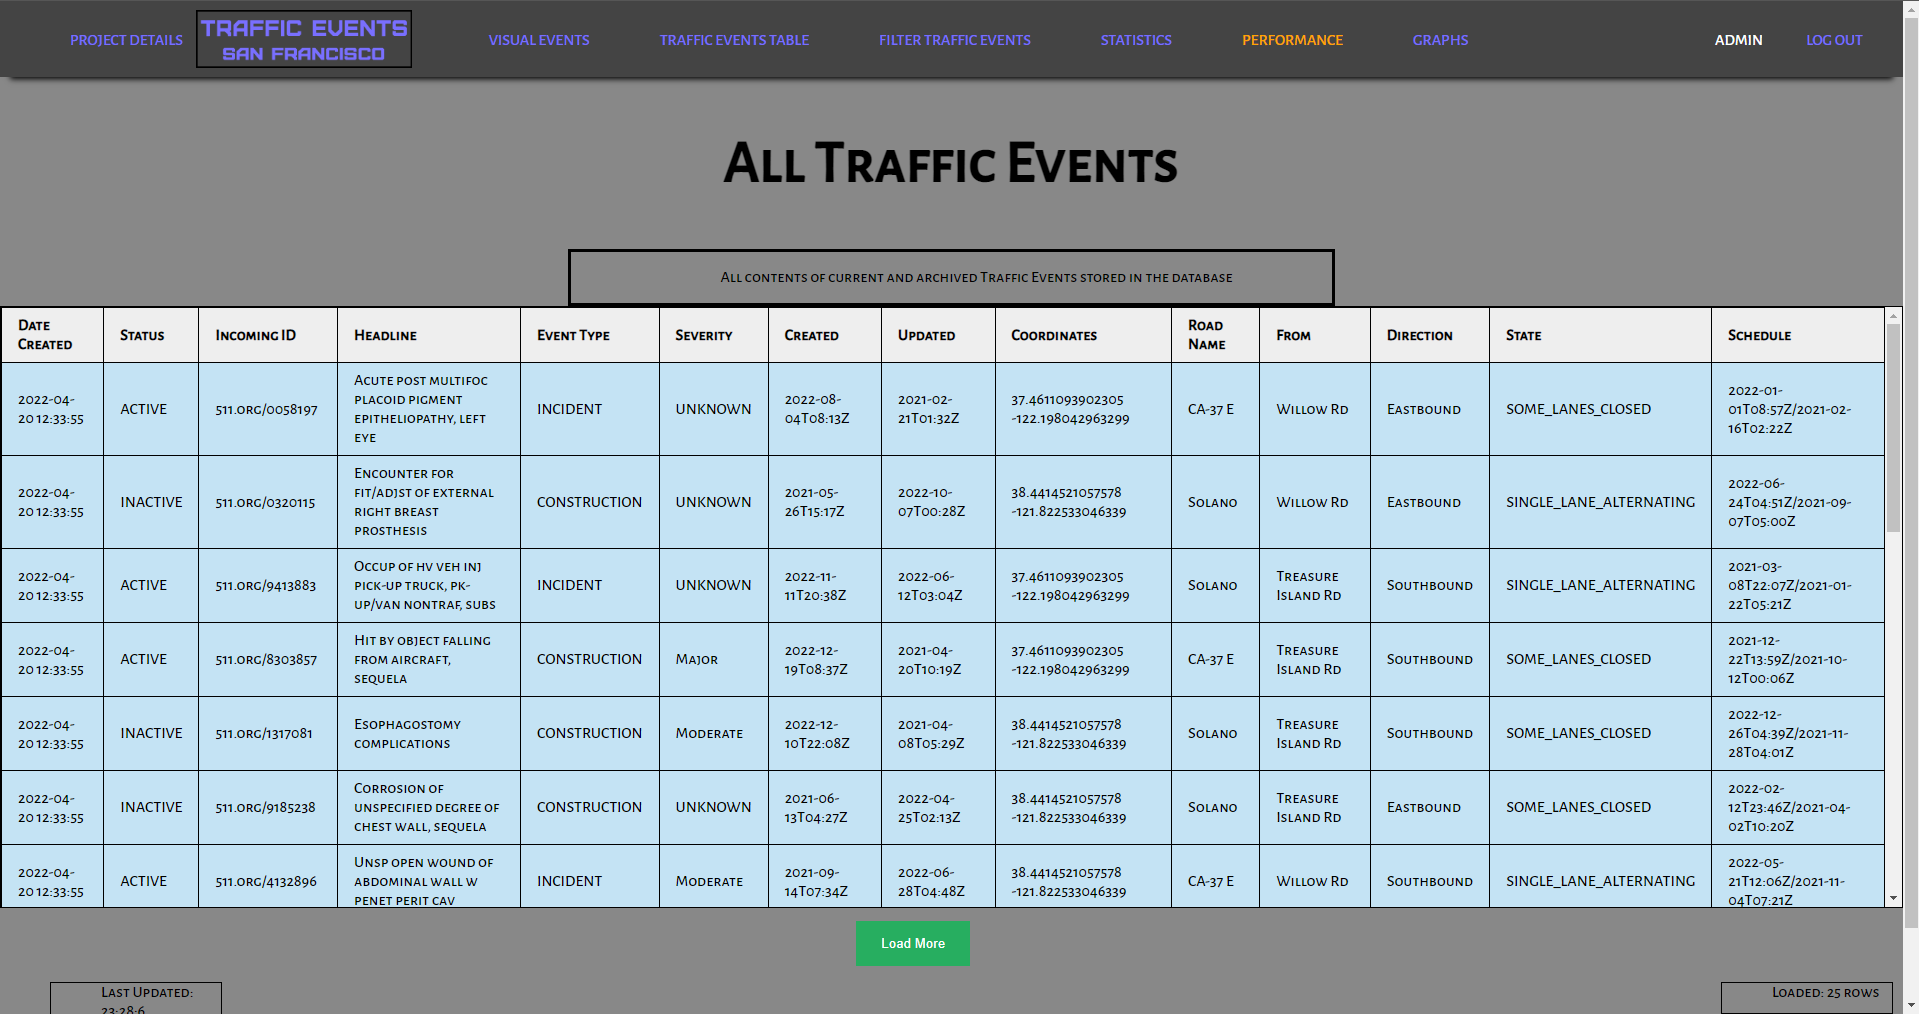 PROJECT DETAILS
TRAFFIC EVENTS
SAN FRANCISCO
VISUAL EVENTS
TRAFFIC EVENTS TABLE
FILTER TRAFFIC EVENTS
STATISTICS
PERFORMANCE
GRAPHS
ADMIN
LOG OUT
All Traffic Events
All contents of current and archived Traffic Events stored in the database
Date Created Status Incoming ID Headline Event Type Severity Created Updated Coordinates Road Name From Direction State Schedule
2022-04-20 12:33:55 ACTIVE 511.org/0058197 Acute post multifoc placoid pigment epitheliopathy, left eye INCIDENT UNKNOWN 2022-08-04T08:13Z 2021-02-21T01:32Z 37.4611093902305 -122.198042963299 CA-37 E Willow Rd Eastbound SOME_LANES_CLOSED 2022-01-01T08:57Z/2021-02-16T02:22Z
2022-04-20 12:33:55 INACTIVE 511.org/0320115 Encounter for fit/adjst of external right breast prosthesis CONSTRUCTION UNKNOWN 2021-05-26T15:17Z 2022-10-07T00:28Z 38.4414521057578 -121.822533046339 Solano Willow Rd Eastbound SINGLE_LANE_ALTERNATING 2022-06-24T04:51Z/2021-09-07T05:00Z
2022-04-20 12:33:55 ACTIVE 511.org/9413883 Occup of hv veh inj pick-up truck, pk-up/van nontraf, subs INCIDENT UNKNOWN 2022-11-11T20:38Z 2022-06-12T03:04Z 37.4611093902305 -122.198042963299 Solano Treasure Island Rd Southbound SINGLE_LANE_ALTERNATING 2021-03-08T22:07Z/2021-01-22T05:21Z
2022-04-20 12:33:55 ACTIVE 511.org/8303857 Hit by object falling from aircraft, sequela CONSTRUCTION Major 2022-12-19T08:37Z 2021-04-20T10:19Z 37.4611093902305 -122.198042963299 CA-37 E Treasure Island Rd Southbound SOME_LANES_CLOSED 2021-12-22T13:59Z/2021-10-12T00:06Z
2022-04-20 12:33:55 INACTIVE 511.org/1317081 Esophagostomy complications CONSTRUCTION Moderate 2022-12-10T22:08Z 2021-04-08T05:29Z 38.4414521057578 -121.822533046339 Solano Treasure Island Rd Southbound SOME_LANES_CLOSED 2022-12-26T04:39Z/2021-11-28T04:01Z
2022-04-20 12:33:55 INACTIVE 511.org/9185238 Corrosion of unspecified degree of chest wall, sequela CONSTRUCTION UNKNOWN 2021-06-13T04:27Z 2022-04-25T02:13Z 38.4414521057578 -121.822533046339 Solano Treasure Island Rd Eastbound SOME_LANES_CLOSED 2022-02-12T23:46Z/2021-04-02T10:20Z
2022-04-20 12:33:55 ACTIVE 511.org/4132896 Unsp open wound of abdominal wall w penet perit cav INCIDENT Moderate 2021-09-14T07:34Z 2022-06-28T04:48Z 38.4414521057578 -121.822533046339 CA-37 E Willow Rd Southbound SINGLE_LANE_ALTERNATING 2022-05-21T12:06Z/2021-11-04T07:21Z
Load More
Last Updated:
23:28:6
Loaded: 25 rows